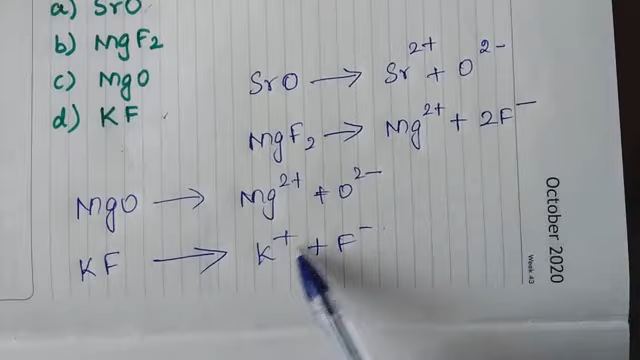 a) SrO
b) MgF2
c) MgO
d) KF
SrO → Sr²⁺ + O²⁻
MgF₂ → Mg²⁺ + 2F⁻
MgO → Mg²⁺ + O²⁻
KF → K⁺ + F⁻
October 2020
Week 43